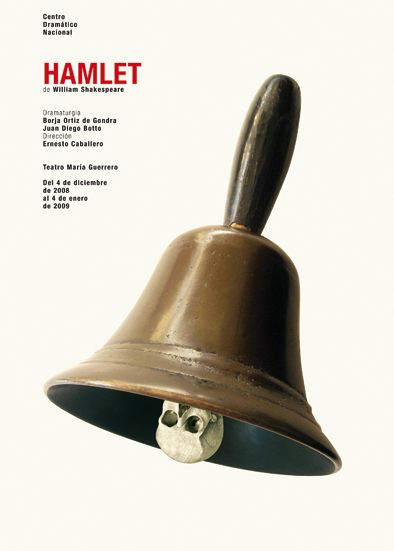 Centro
Dramático
Nacional
HAMLET
de William Shakespeare
Dramaturgia
Borja Ortiz de Gondra
Juan Diego Botto
Dirección
Ernesto Caballero
Teatro María Guerrero
Del 4 de diciembre
de 2008
al 4 de enero
de 2009